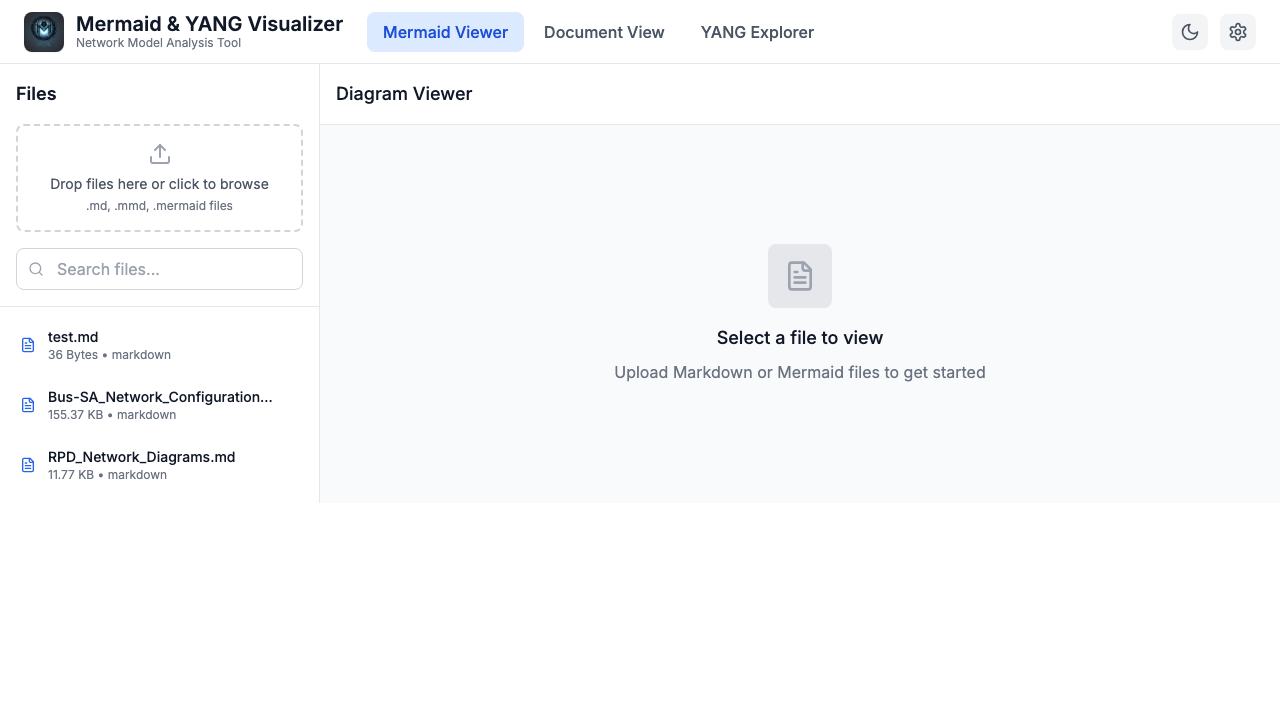 Mermaid & YANG Visualizer
Network Model Analysis Tool
Mermaid Viewer
Document View
YANG Explorer
Files
Drop files here or click to browse
.md, .mmd, .mermaid files
Search files...
test.md
36 Bytes • markdown
Bus-SA_Network_Configuration...
155.37 KB • markdown
RPD_Network_Diagrams.md
11.77 KB • markdown
Diagram Viewer
Select a file to view
Upload Markdown or Mermaid files to get started